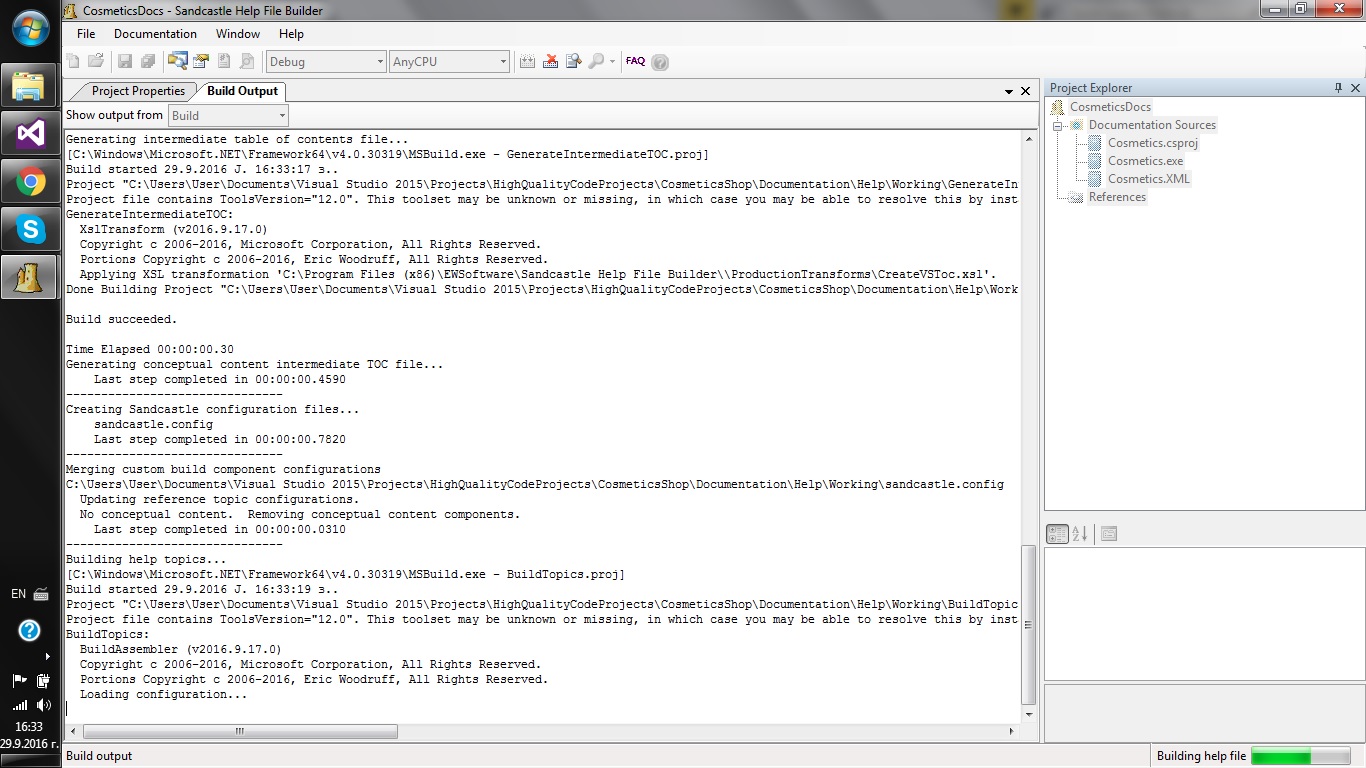 CosmeticsDocs - Sandcastle Help File Builder
File Documentation Window Help
Debug AnyCPU FAQ
Project Properties Build Output
Show output from Build
Generating intermediate table of contents file...
[C:\Windows\Microsoft.NET\Framework64\v4.0.30319\MSBuild.exe - GenerateIntermediateTOC.proj]
Build started 29.9.2016 J. 16:33:17 з..
Project "C:\Users\User\Documents\Visual Studio 2015\Projects\HighQualityCodeProjects\CosmeticsShop\Documentation\Help\Working\GenerateIn
Project file contains ToolsVersion="12.0". This toolset may be unknown or missing, in which case you may be able to resolve this by inst
GenerateIntermediateTOC:
XslTransform (v2016.9.17.0)
Copyright c 2006-2016, Microsoft Corporation, All Rights Reserved.
Portions Copyright c 2006-2016, Eric Woodruff, All Rights Reserved.
Applying XSL transformation 'C:\Program Files (x86)\EWSoftware\Sandcastle Help File Builder\\ProductionTransforms\CreateVSToc.xsl'.
Done Building Project "C:\Users\User\Documents\Visual Studio 2015\Projects\HighQualityCodeProjects\CosmeticsShop\Documentation\Help\Work
Build succeeded.
Time Elapsed 00:00:00.30
Generating conceptual content intermediate TOC file...
Last step completed in 00:00:00.4590
-------------------------------
Creating Sandcastle configuration files...
sandcastle.config
Last step completed in 00:00:00.7820
-------------------------------
Merging custom build component configurations
C:\Users\User\Documents\Visual Studio 2015\Projects\HighQualityCodeProjects\CosmeticsShop\Documentation\Help\Working\sandcastle.config
Updating reference topic configurations.
No conceptual content. Removing conceptual content components.
Last step completed in 00:00:00.0310
-------------------------------
Building help topics...
[C:\Windows\Microsoft.NET\Framework64\v4.0.30319\MSBuild.exe - BuildTopics.proj]
Build started 29.9.2016 J. 16:33:19 з..
Project "C:\Users\User\Documents\Visual Studio 2015\Projects\HighQualityCodeProjects\CosmeticsShop\Documentation\Help\Working\BuildTopic
Project file contains ToolsVersion="12.0". This toolset may be unknown or missing, in which case you may be able to resolve this by inst
BuildTopics:
BuildAssembler (v2016.9.17.0)
Copyright c 2006-2016, Microsoft Corporation, All Rights Reserved.
Portions Copyright c 2006-2016, Eric Woodruff, All Rights Reserved.
Loading configuration...
Project Explorer
CosmeticsDocs
Documentation Sources
Cosmetics.csproj
Cosmetics.exe
Cosmetics.XML
References
EN
16:33
29.9.2016 г.
Build output
Building help file